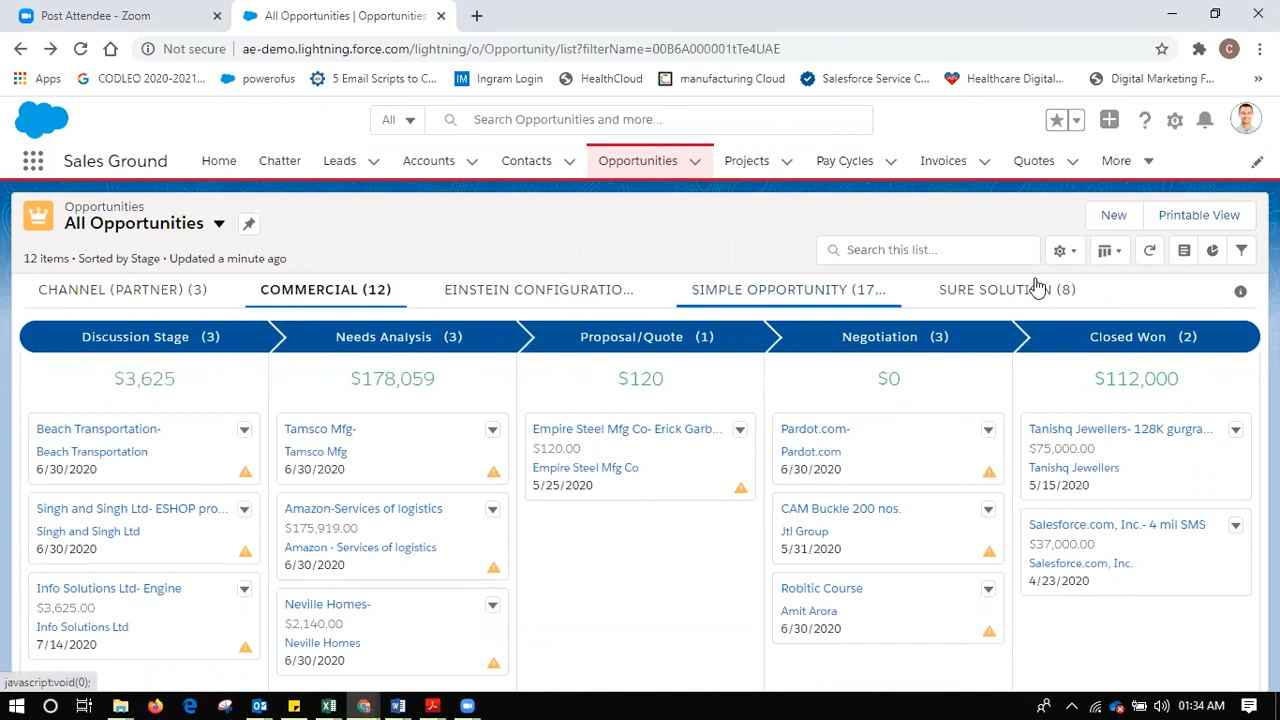 Post Attendee - Zoom
All Opportunities | Opportunities
Not secure
ae-demo.lightning.force.com/lightning/o/Opportunity/list?filterName=00B6A000001tTe4UAE
C
Apps
CODLEO 2020-2021...
powerofus
5 Email Scripts to C...
IM
Ingram Login
HealthCloud
manufacturing Cloud
Salesforce Service C...
Healthcare Digital...
Digital Marketing F...
»
All
Search Opportunities and more...
Sales Ground
Home
Chatter
Leads
Accounts
Contacts
Opportunities
Projects
Pay Cycles
Invoices
Quotes
More
Opportunities
All Opportunities
New
Printable View
12 items • Sorted by Stage • Updated a minute ago
Search this list...
CHANNEL (PARTNER) (3)
COMMERCIAL (12)
EINSTEIN CONFIGURATIO...
SIMPLE OPPORTUNITY (17...
SURE SOLUTION (8)
Discussion Stage (3)
Needs Analysis (3)
Proposal/Quote (1)
Negotiation (3)
Closed Won (2)
$3,625
$178,059
$120
$0
$112,000
Beach Transportation-
Beach Transportation
6/30/2020
Singh and Singh Ltd- ESHOP pro...
Singh and Singh Ltd
6/30/2020
Info Solutions Ltd- Engine
$3,625.00
Info Solutions Ltd
7/14/2020
Tamsco Mfg-
Tamsco Mfg
6/30/2020
Amazon-Services of logistics
$175,919.00
Amazon - Services of logistics
6/30/2020
Neville Homes-
$2,140.00
Neville Homes
6/30/2020
Empire Steel Mfg Co- Erick Garb...
$120.00
Empire Steel Mfg Co
5/25/2020
Pardot.com-
Pardot.com
6/30/2020
CAM Buckle 200 nos.
Jtl Group
5/31/2020
Robitic Course
Amit Arora
6/30/2020
Tanishq Jewellers- 128K gurgra...
$75,000.00
Tanishq Jewellers
5/15/2020
Salesforce.com, Inc.- 4 mil SMS
$37,000.00
Salesforce.com, Inc.
4/23/2020
javascript:void(0);
01:34 AM